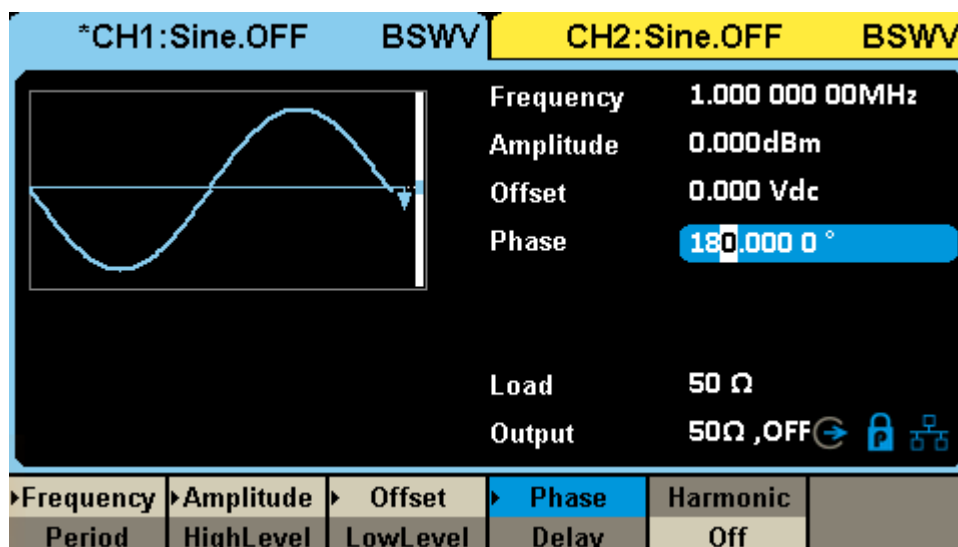 *CH1:Sine.OFF BSWV CH2:Sine.OFF BSWV
Frequency 1.000 000 00MHz
Amplitude 0.000dBm
Offset 0.000 Vdc
Phase 180.000 0 °
Load 50 Ω
Output 50Ω ,OFF P
Frequency Amplitude Offset Phase Harmonic
Period HighLevel LowLevel Delay Off